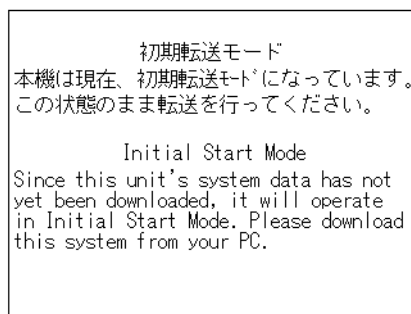 初期転送モード
本機は現在、初期転送ﾓｰﾄﾞになっています。
この状態のまま転送を行ってください。
Initial Start Mode
Since this unit's system data has not
yet been downloaded, it will operate
in Initial Start Mode. Please download
this system from your PC.